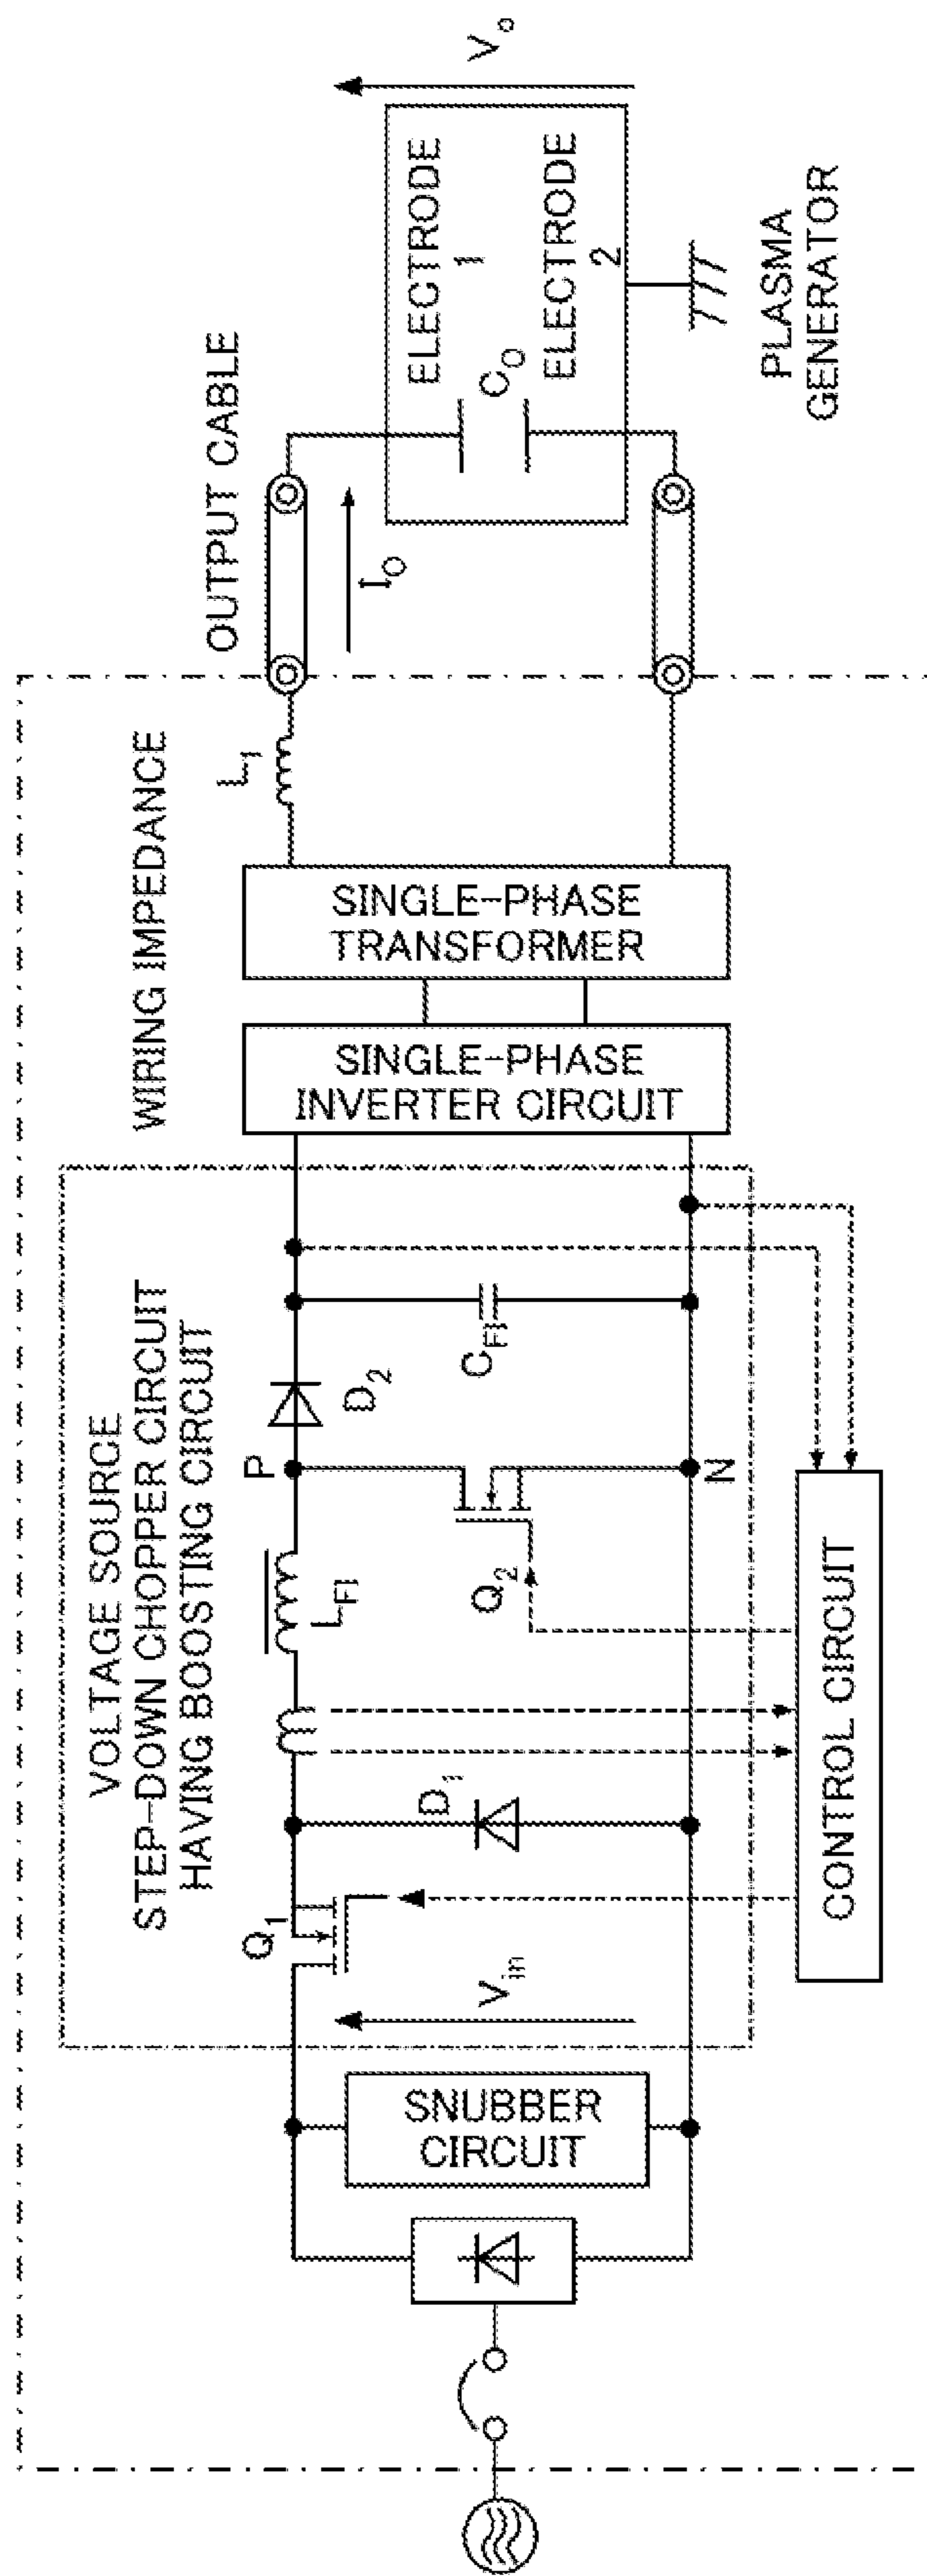 VOLTAGE SOURCE
STEP-DOWN CHOPPER CIRCUIT
HAVING BOOSTING CIRCUIT
WIRING IMPEDANCE
OUTPUT CABLE
SNUBBER
CIRCUIT
Vin
Q1
D1
LFI
P
Q2
N
D2
CFI
SINGLE-PHASE
INVERTER CIRCUIT
SINGLE-PHASE
TRANSFORMER
L1
IO
ELECTRODE
1
CO
ELECTRODE
2
Vo
PLASMA
GENERATOR
CONTROL CIRCUIT